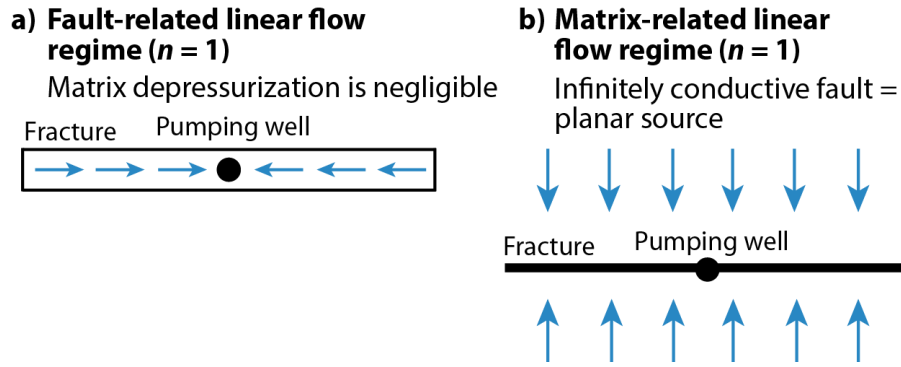 a) Fault-related linear flow
regime (n = 1)
Matrix depressurization is negligible
Fracture
Pumping well
b) Matrix-related linear
flow regime (n = 1)
Infinitely conductive fault =
planar source
Fracture
Pumping well